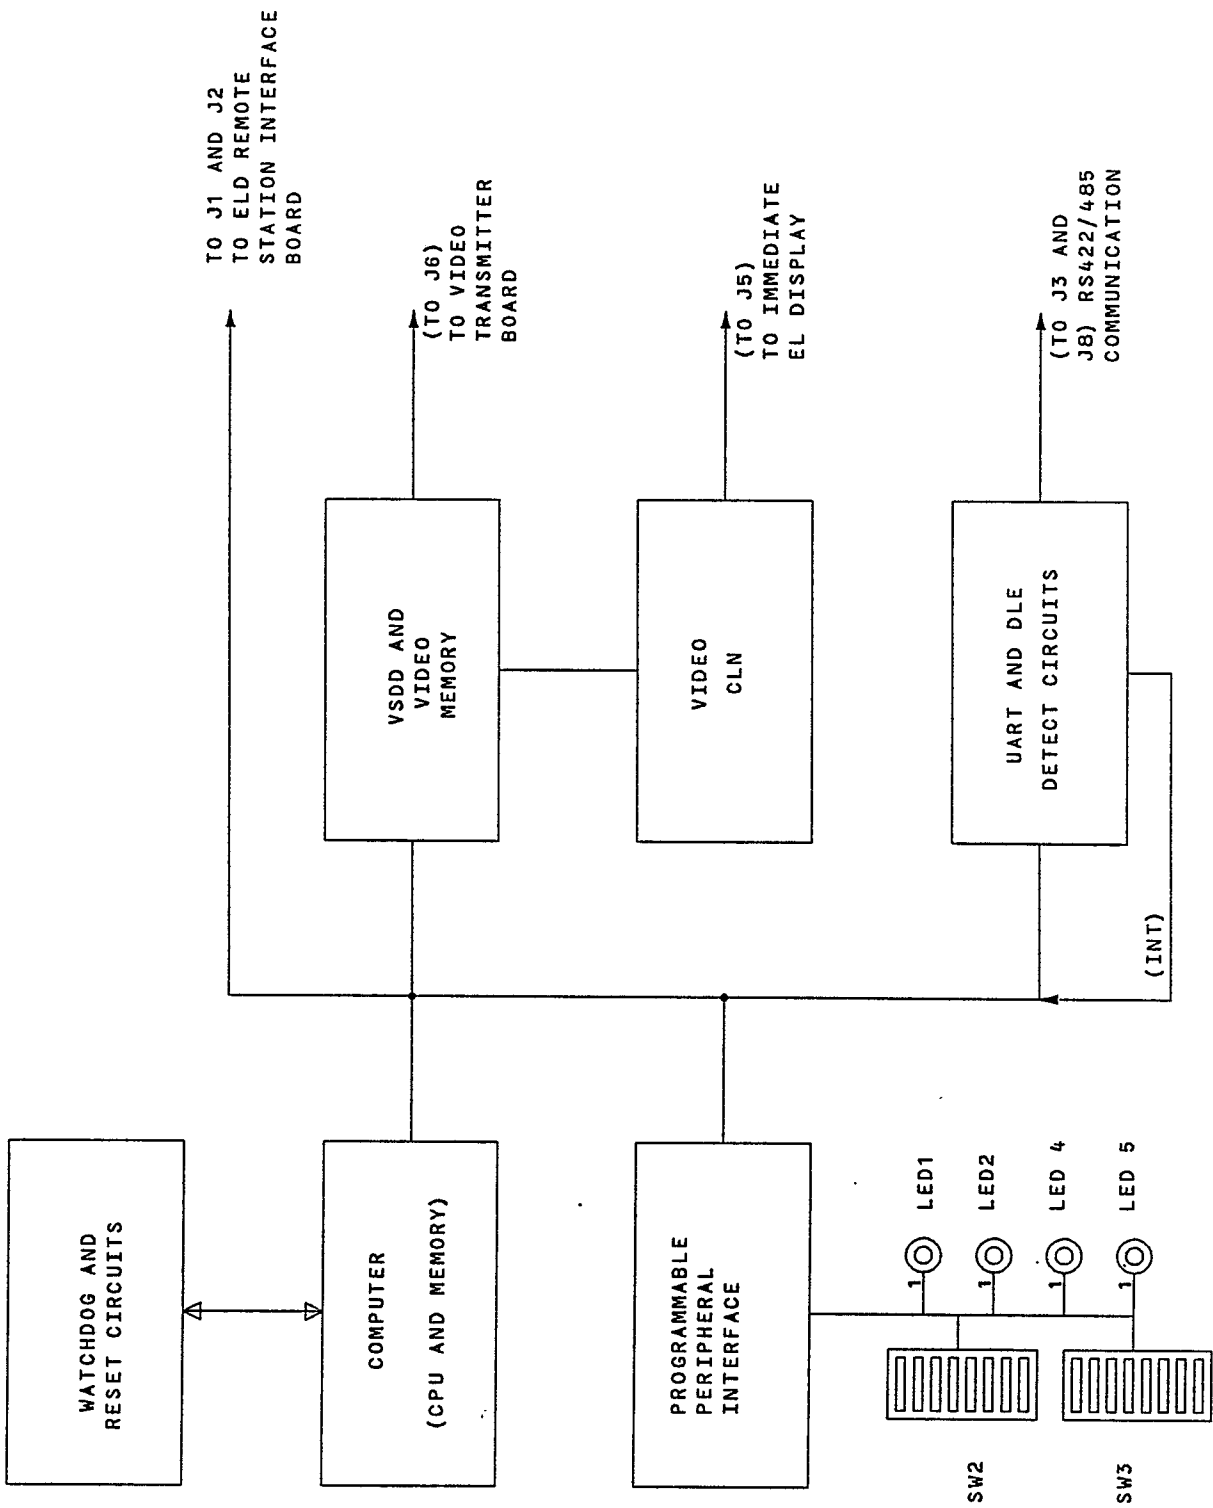 WATCHDOG AND
RESET CIRCUITS
COMPUTER
(CPU AND MEMORY)
PROGRAMMABLE
PERIPHERAL
INTERFACE
SW2
SW3
1
LED1
1
LED2
1
LED 4
1
LED 5
TO J1 AND J2
TO ELD REMOTE
STATION INTERFACE
BOARD
VSDD AND
VIDEO
MEMORY
(TO J6)
TO VIDEO
TRANSMITTER
BOARD
VIDEO
CLN
(TO J5)
TO IMMEDIATE
EL DISPLAY
UART AND DLE
DETECT CIRCUITS
(TO J3 AND
J8) RS422/485
COMMUNICATION
(INT)